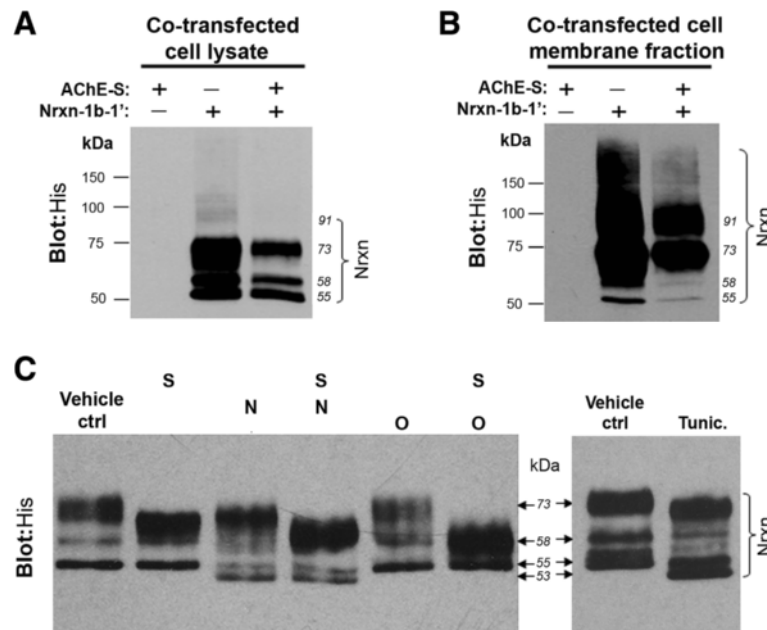 A
Co-transfected
cell lysate
AChE-S: + – +
Nrxn-1b-1': – + +
kDa
150
100
75
50
Blot:His
91
73
58
55
Nrxn
B
Co-transfected cell
membrane fraction
AChE-S: + – +
Nrxn-1b-1': – + +
kDa
150
100
75
50
Blot:His
91
73
58
55
Nrxn
C
S S
Vehicle
ctrl
N N
O O
Vehicle
ctrl Tunic.
Blot:His
kDa
73
58
55
53
Nrxn